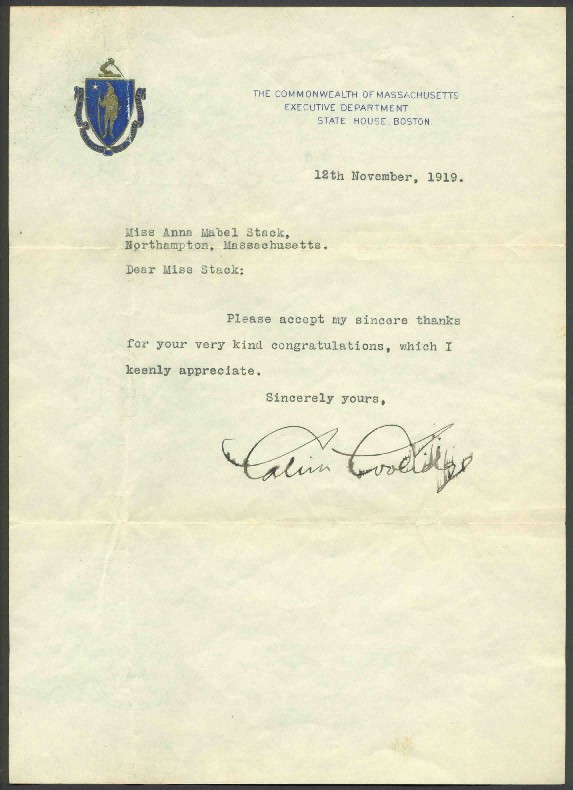 THE COMMONWEALTH OF MASSACHUSETTS
EXECUTIVE DEPARTMENT
STATE HOUSE, BOSTON.
12th November, 1919.
Miss Anna Mabel Stack,
Northampton, Massachusetts.
Dear Miss Stack:
Please accept my sincere thanks
for your very kind congratulations, which I
keenly appreciate.
Sincerely yours,
Calvin Coolidge